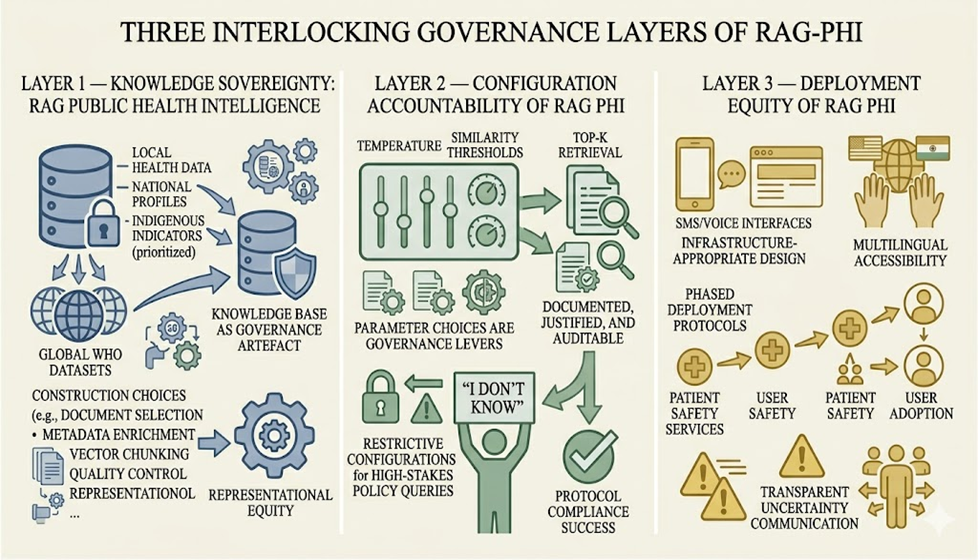 THREE INTERLOCKING GOVERNANCE LAYERS OF RAG-PHI
LAYER 1 — KNOWLEDGE SOVEREIGNTY:
RAG PUBLIC HEALTH INTELLIGENCE
LOCAL
HEALTH DATA
NATIONAL
PROFILES
- INDIGENOUS
INDICATORS
(prioritized)
GLOBAL WHO
DATASETS
KNOWLEDGE BASE
AS GOVERNANCE
ARTEFACT
CONSTRUCTION CHOICES
(e.g., DOCUMENT SELECTION
• METADATA ENRICHMENT
VECTOR CHUNKING
QUALITY CONTROL
REPRESENTATIONOL
...
REPRESENTATIONAL
EQUITY
LAYER 2 — CONFIGURATION
ACCOUNTABILITY OF RAG PHI
TEMPERATURE
SIMILARITY
THRESHOLDS
TOP-K
RETRIEVAL
PARAMETER CHOICES ARE
GOVERNANCE LEVERS
DOCUMENTED,
JUSTIFIED, AND
AUDITABLE
"I DON'T
KNOW"
RESTRICTIVE
CONFIGURATIONS
for HIGH-STAKES
POLICY QUERIES
PROTOCOL
COMPLIANCE
SUCCESS
LAYER 3 — DEPLOYMENT
EQUITY OF RAG PHI
SMS/VOICE INTERFACES
INFRASTRUCTURE-
APPROPRIATE DESIGN
MULTILINGUAL
ACCESSIBILITY
PHASED
DEPLOYMENT
PROTOCOLS
PATIENT
SAFETY
SERVICES
USER
SAFETY
PATIENT
SAFETY
USER
ADOPTION
TRANSPARENT
UNCERTAINTY
COMMUNICATION